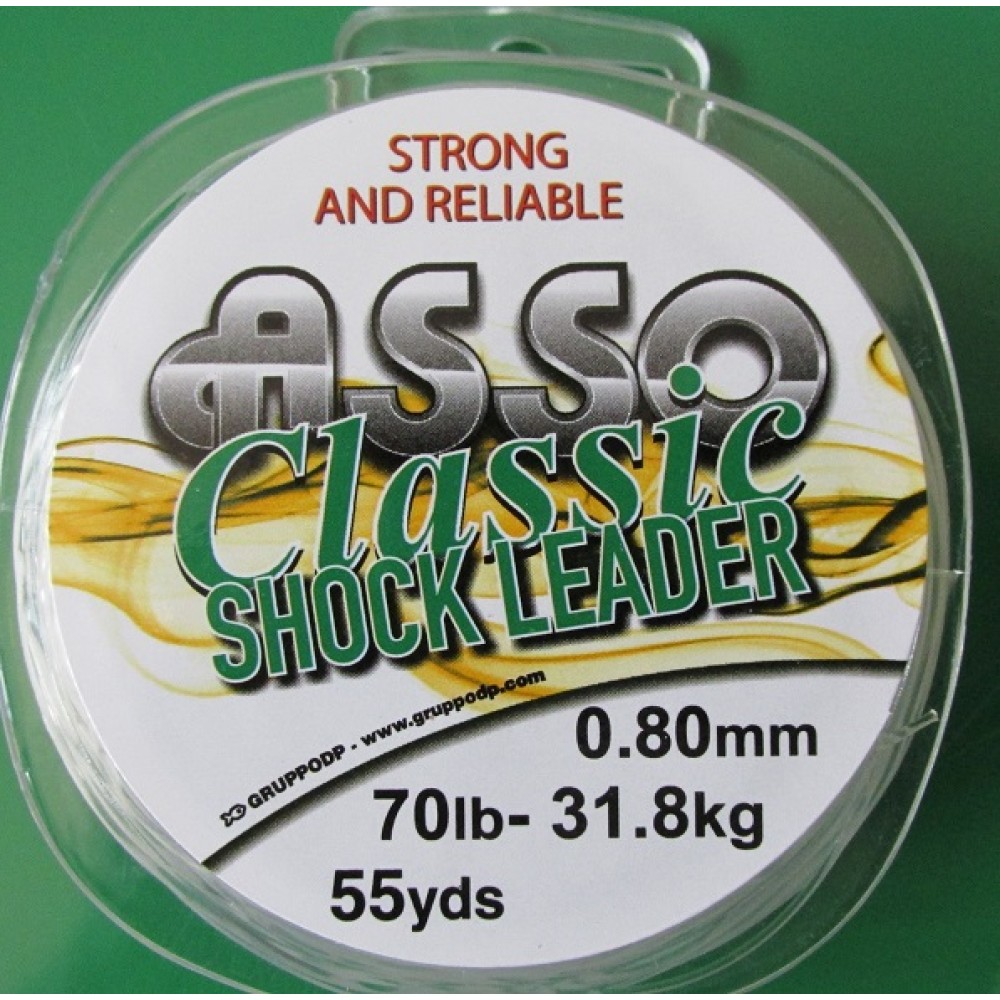 STRONG
AND RELIABLE
ASSO
Classic
SHOCK LEADER
GRUPPODP - www.gruppodp.com
0.80mm
70lb- 31.8kg
55yds